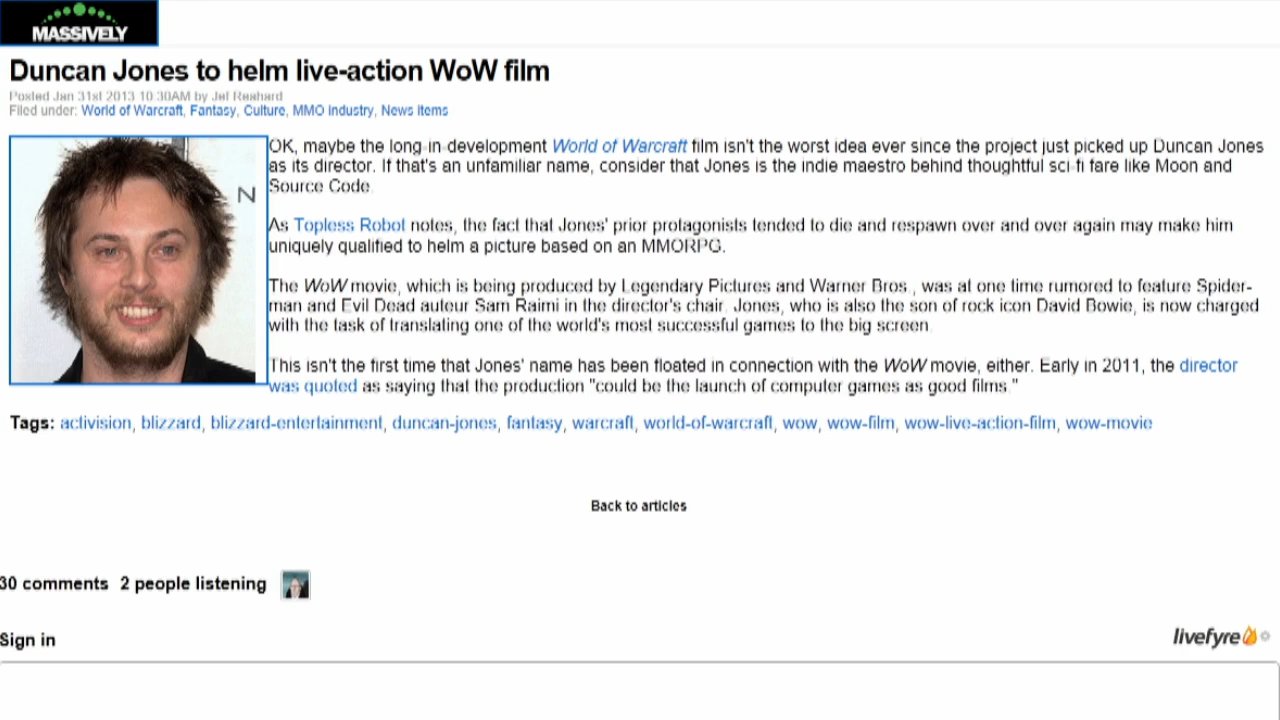 MASSIVELY
Duncan Jones to helm live-action WoW film
Posted Jan 31st 2013 10:30AM by Jef Reahard
Filed under: World of Warcraft, Fantasy, Culture, MMO Industry, News Items
OK, maybe the long-in-development World of Warcraft film isn't the worst idea ever since the project just picked up Duncan Jones
as its director. If that's an unfamiliar name, consider that Jones is the indie maestro behind thoughtful sci-fi fare like Moon and
Source Code.
As Topless Robot notes, the fact that Jones' prior protagonists tended to die and respawn over and over again may make him
uniquely qualified to helm a picture based on an MMORPG.
The WoW movie, which is being produced by Legendary Pictures and Warner Bros., was at one time rumored to feature Spider-
man and Evil Dead auteur Sam Raimi in the director's chair. Jones, who is also the son of rock icon David Bowie, is now charged
with the task of translating one of the world's most successful games to the big screen.
This isn't the first time that Jones' name has been floated in connection with the WoW movie, either. Early in 2011, the director
was quoted as saying that the production "could be the launch of computer games as good films."
Tags: activision, blizzard, blizzard-entertainment, duncan-jones, fantasy, warcraft, world-of-warcraft, wow, wow-film, wow-live-action-film, wow-movie
Back to articles
30 comments 2 people listening
Sign in
livefyre